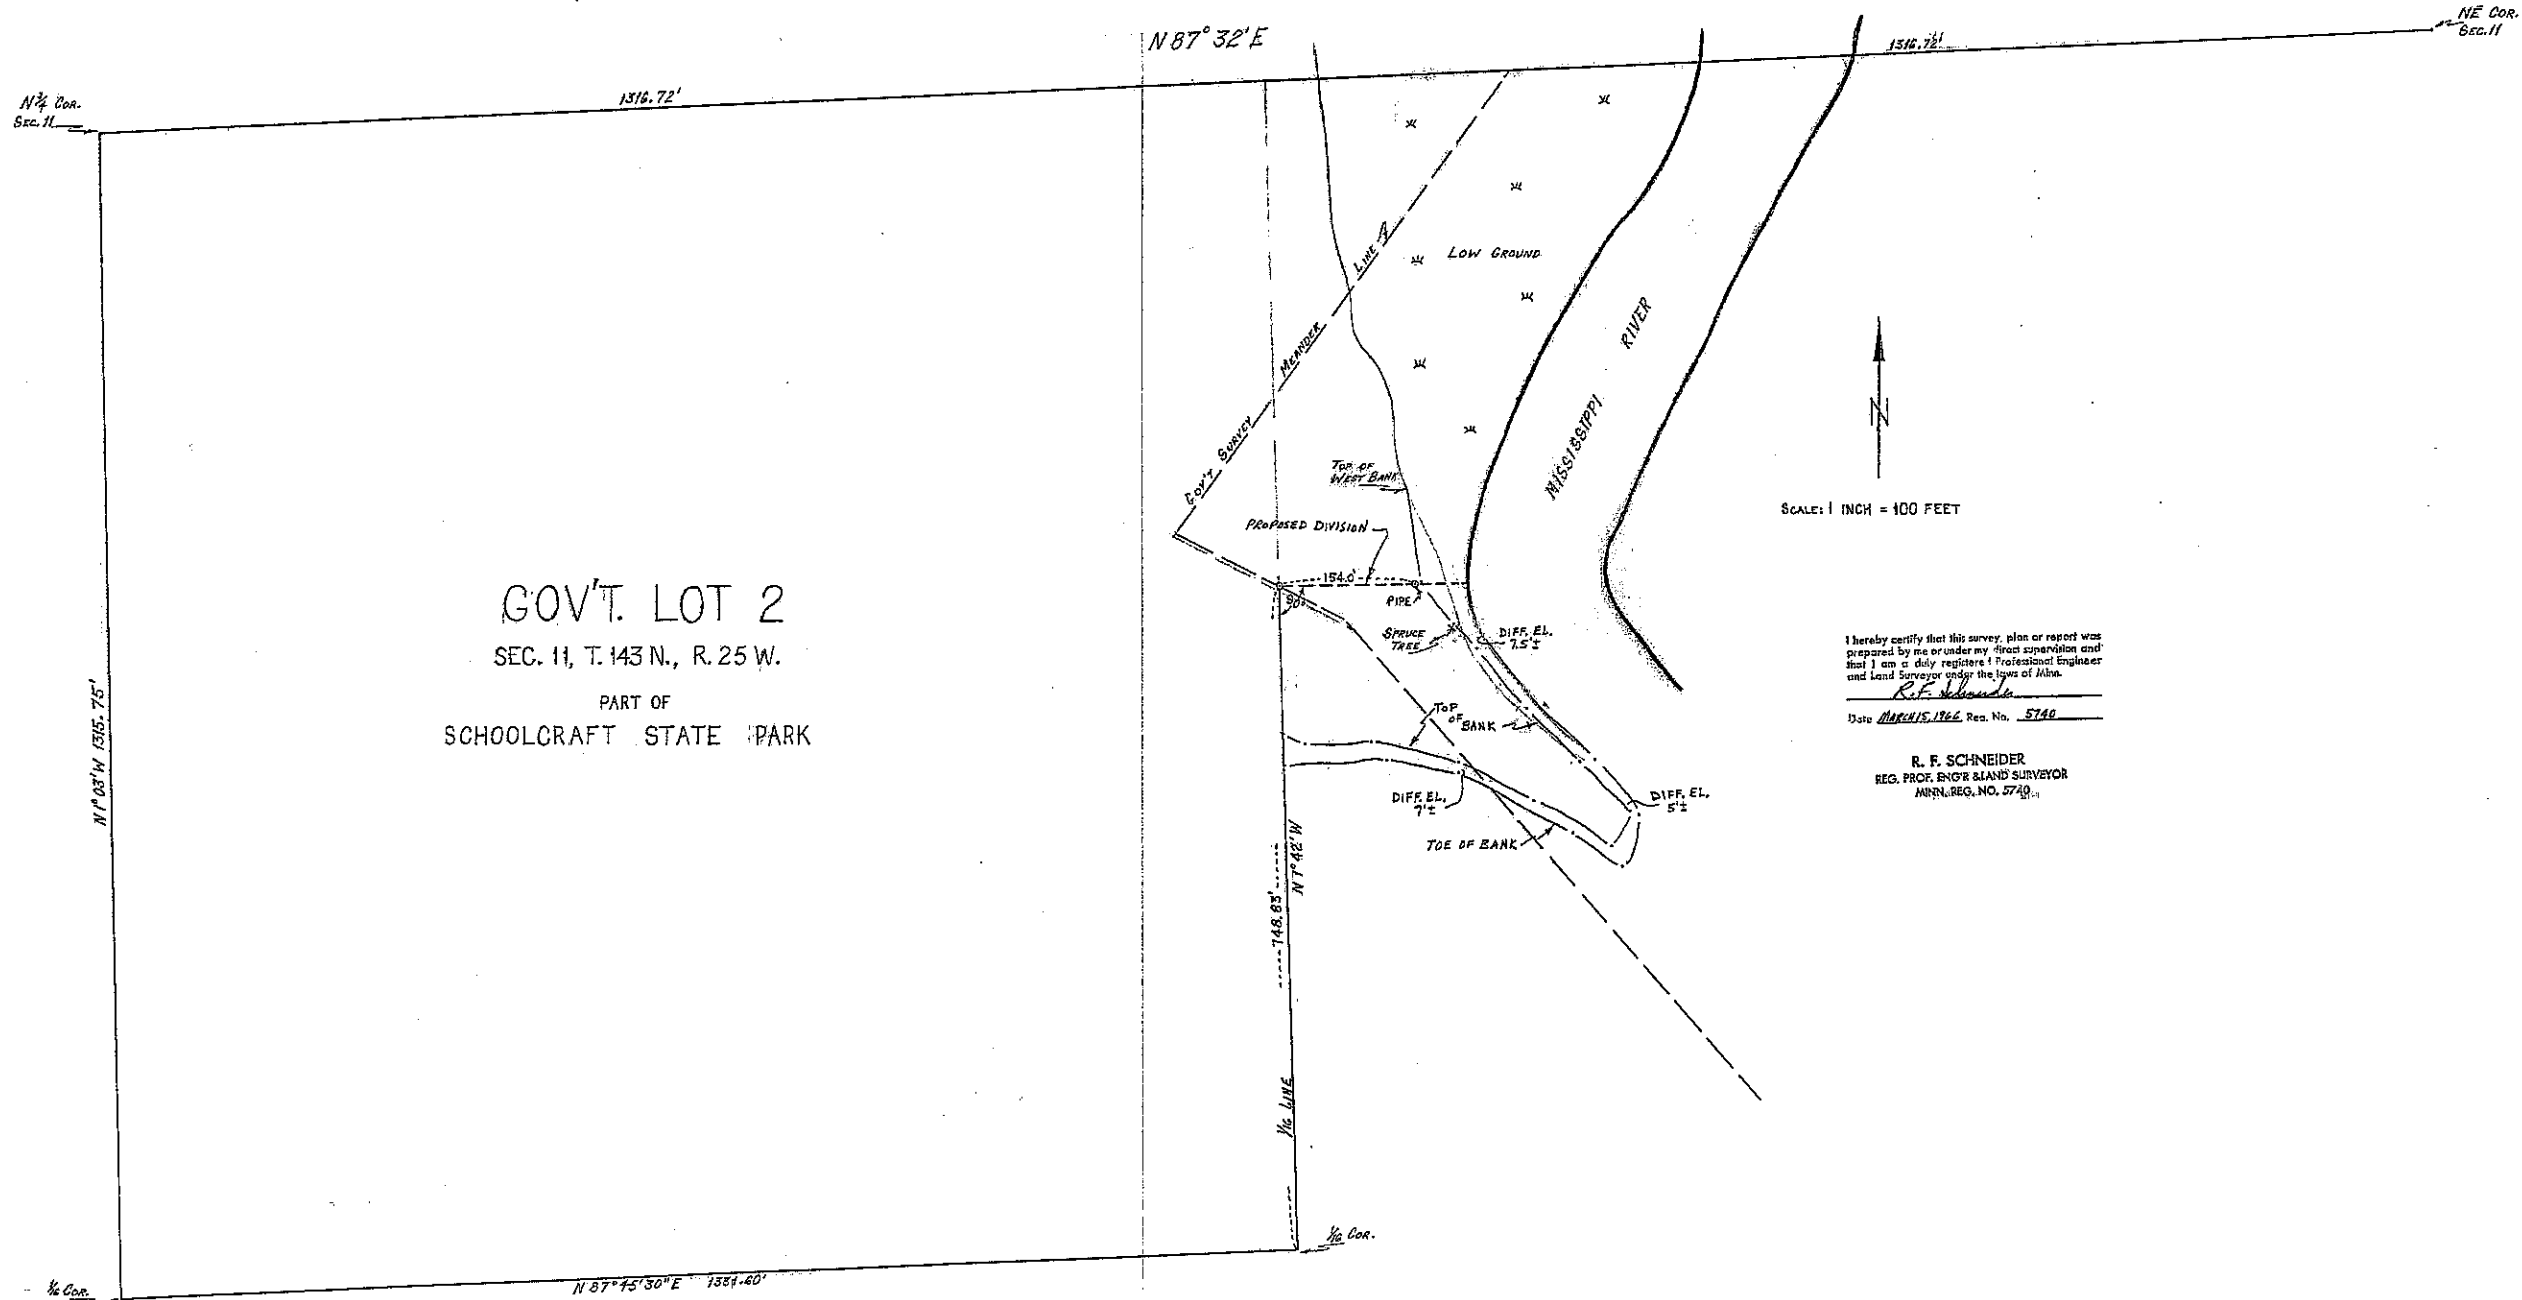 N 87° 32' E
NE COR.
SEC. 11
1316.72'
1316.72'
N ¼ COR.
SEC. 11
LOW GROUND
GOV'T SURVEY MEANDER LINE
MISSISSIPPI RIVER
N
SCALE: 1 INCH = 100 FEET
TOP OF
WEST BANK
PROPOSED DIVISION
154.0'
90°
PIPE
SPRUCE
TREE
DIFF. EL.
7.5'±
GOV'T. LOT 2
SEC. 11, T. 143 N., R. 25 W.
PART OF
SCHOOLCRAFT STATE PARK
N 1° 03' W 1315.75'
TOP
OF
BANK
DIFF. EL.
7'±
DIFF. EL.
5'±
TOE OF BANK
748.83'
N 1° 42' W
1/16 LINE
1/16 COR.
1/16 COR.
N 87° 45' 30" E
I hereby certify that this survey, plan or report was
prepared by me or under my direct supervision and
that I am a duly registered Professional Engineer
and Land Surveyor under the laws of Minn.
R. F. Schneider
Date MARCH 15, 1966 Reg. No. 5740
R. F. SCHNEIDER
REG. PROF. ENG'R & LAND SURVEYOR
MINN. REG. NO. 5740